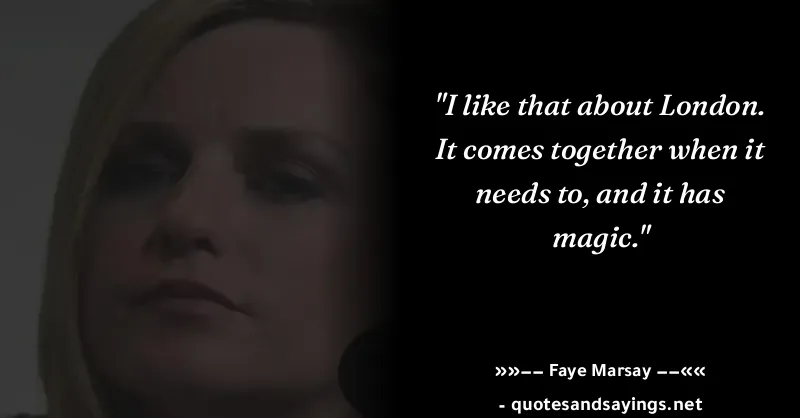 "I like that about London.
It comes together when it
needs to, and it has
magic."
»»−− Faye Marsay −−««
- quotesandsayings.net